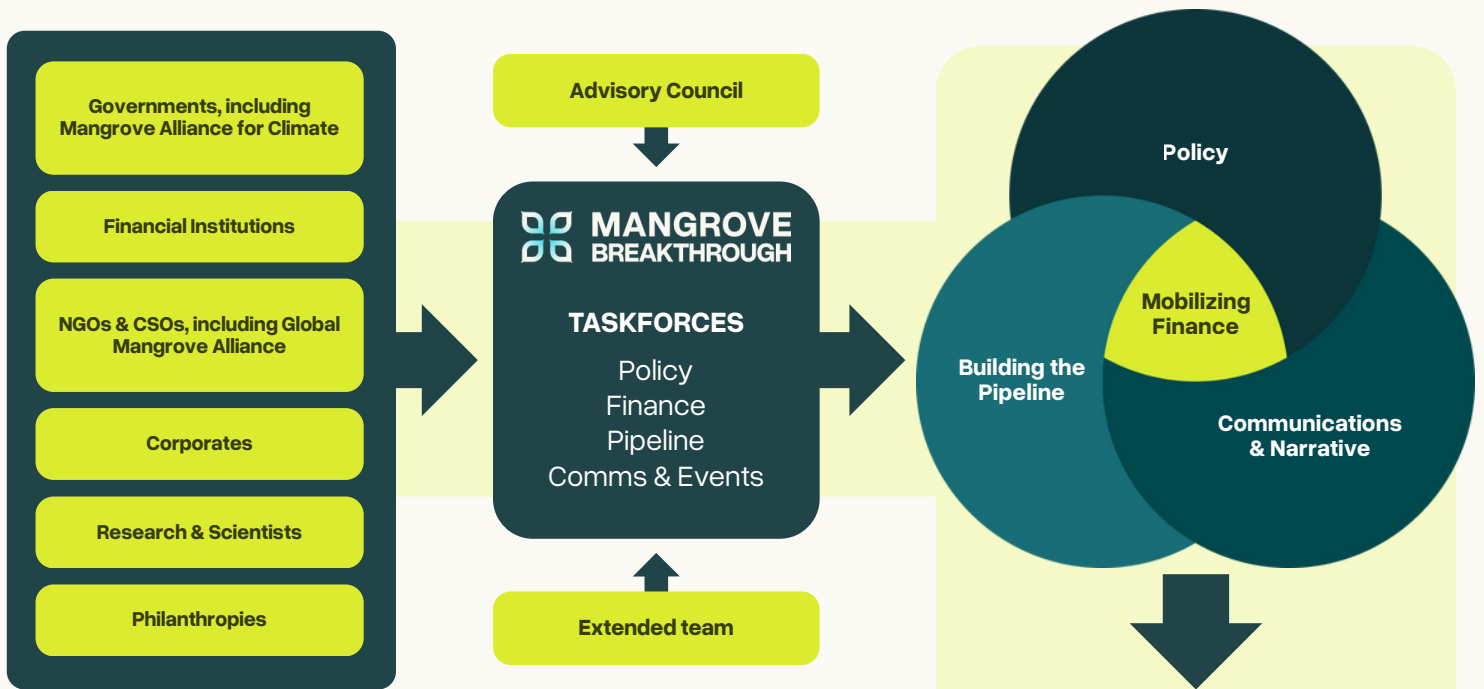 Governments, including
Mangrove Alliance for Climate
Financial Institutions
NGOs & CSOs, including Global
Mangrove Alliance
Corporates
Research & Scientists
Philanthropies
Advisory Council
MANGROVE
BREAKTHROUGH
TASKFORCES
Policy
Finance
Pipeline
Comms & Events
Extended team
Policy
Mobilizing
Finance
Building the
Pipeline
Communications
& Narrative